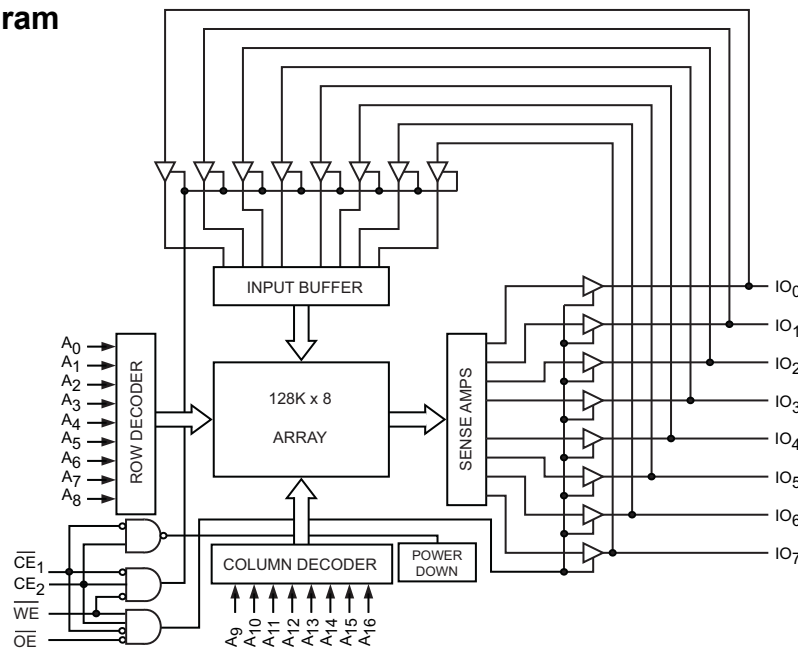 ram
INPUT BUFFER
IO0
IO1
IO2
IO3
IO4
IO5
IO6
IO7
A0
A1
A2
A3
A4
A5
A6
A7
A8
ROW DECODER
128K x 8
ARRAY
SENSE AMPS
COLUMN DECODER
POWER
DOWN
CE1
CE2
WE
OE
A9
A10
A11
A12
A13
A14
A15
A16